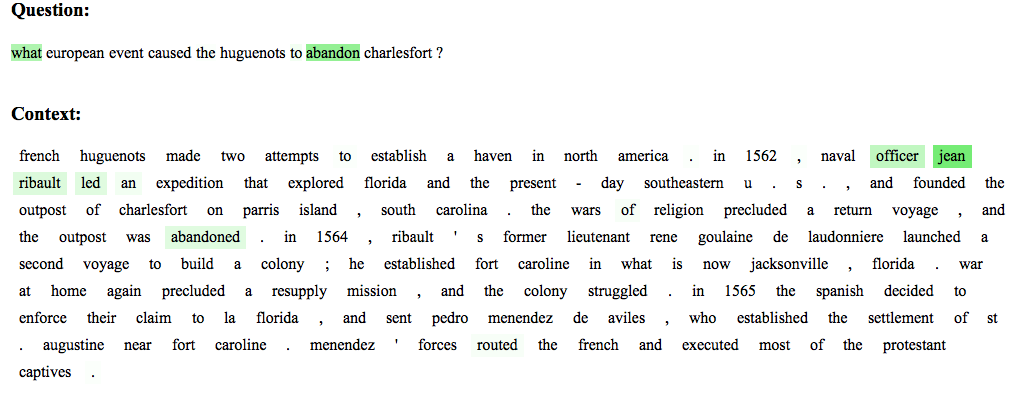 Question:
what european event caused the huguenots to abandon charlesfort ?
Context:
french huguenots made two attempts to establish a haven in north america . in 1562 , naval officer jean
ribault led an expedition that explored florida and the present - day southeastern u . s . , and founded the
outpost of charlesfort on parris island , south carolina . the wars of religion precluded a return voyage , and
the outpost was abandoned . in 1564 , ribault ' s former lieutenant rene goulaine de laudonniere launched a
second voyage to build a colony ; he established fort caroline in what is now jacksonville , florida . war
at home again precluded a resupply mission , and the colony struggled . in 1565 the spanish decided to
enforce their claim to la florida , and sent pedro menendez de aviles , who established the settlement of st
. augustine near fort caroline . menendez ' forces routed the french and executed most of the protestant
captives .